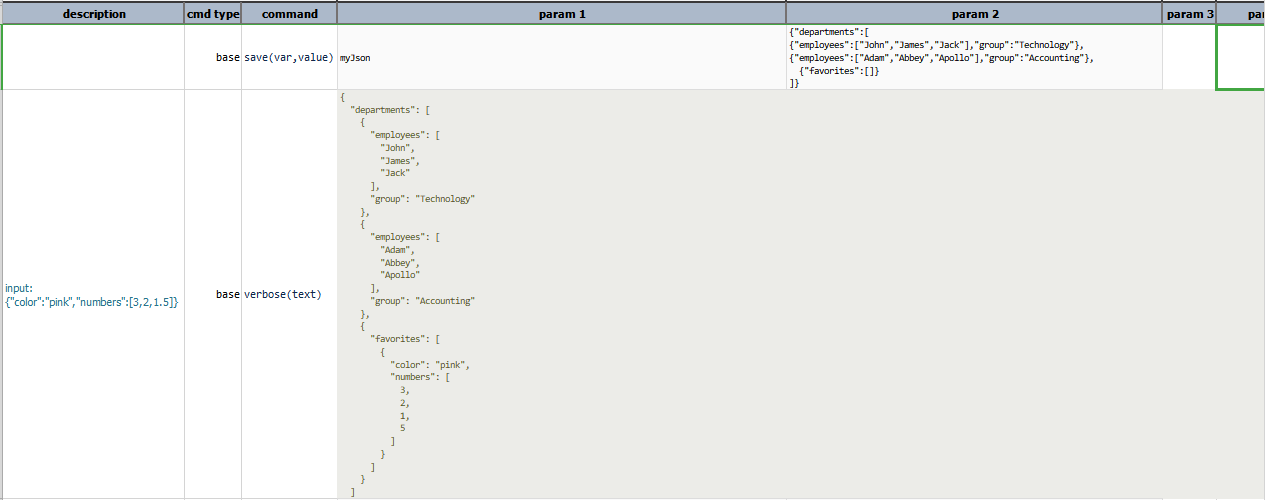 description cmd type command param 1 param 2 param 3 pa
base save(var,value) myJson
{"departments":[
{"employees":["John","James","Jack"],"group":"Technology"},
{"employees":["Adam","Abbey","Apollo"],"group":"Accounting"},
{"favorites":[]}
]}
input:
{"color":"pink","numbers":[3,2,1.5]}
base verbose(text)
{
"departments": [
{
"employees": [
"John",
"James",
"Jack"
],
"group": "Technology"
},
{
"employees": [
"Adam",
"Abbey",
"Apollo"
],
"group": "Accounting"
},
{
"favorites": [
{
"color": "pink",
"numbers": [
3,
2,
1,
5
]
}
]
}
]